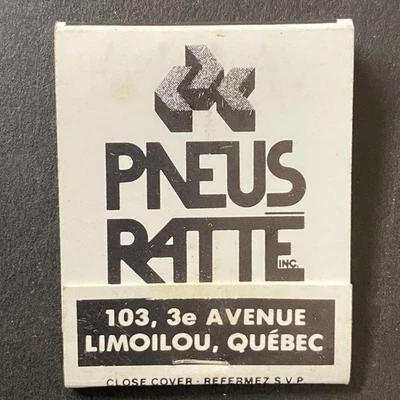 PNEUS
RATTÉ
INC.
103, 3e AVENUE
LIMOILOU, QUÉBEC
CLOSE COVER - REFERMEZ S.V.P.